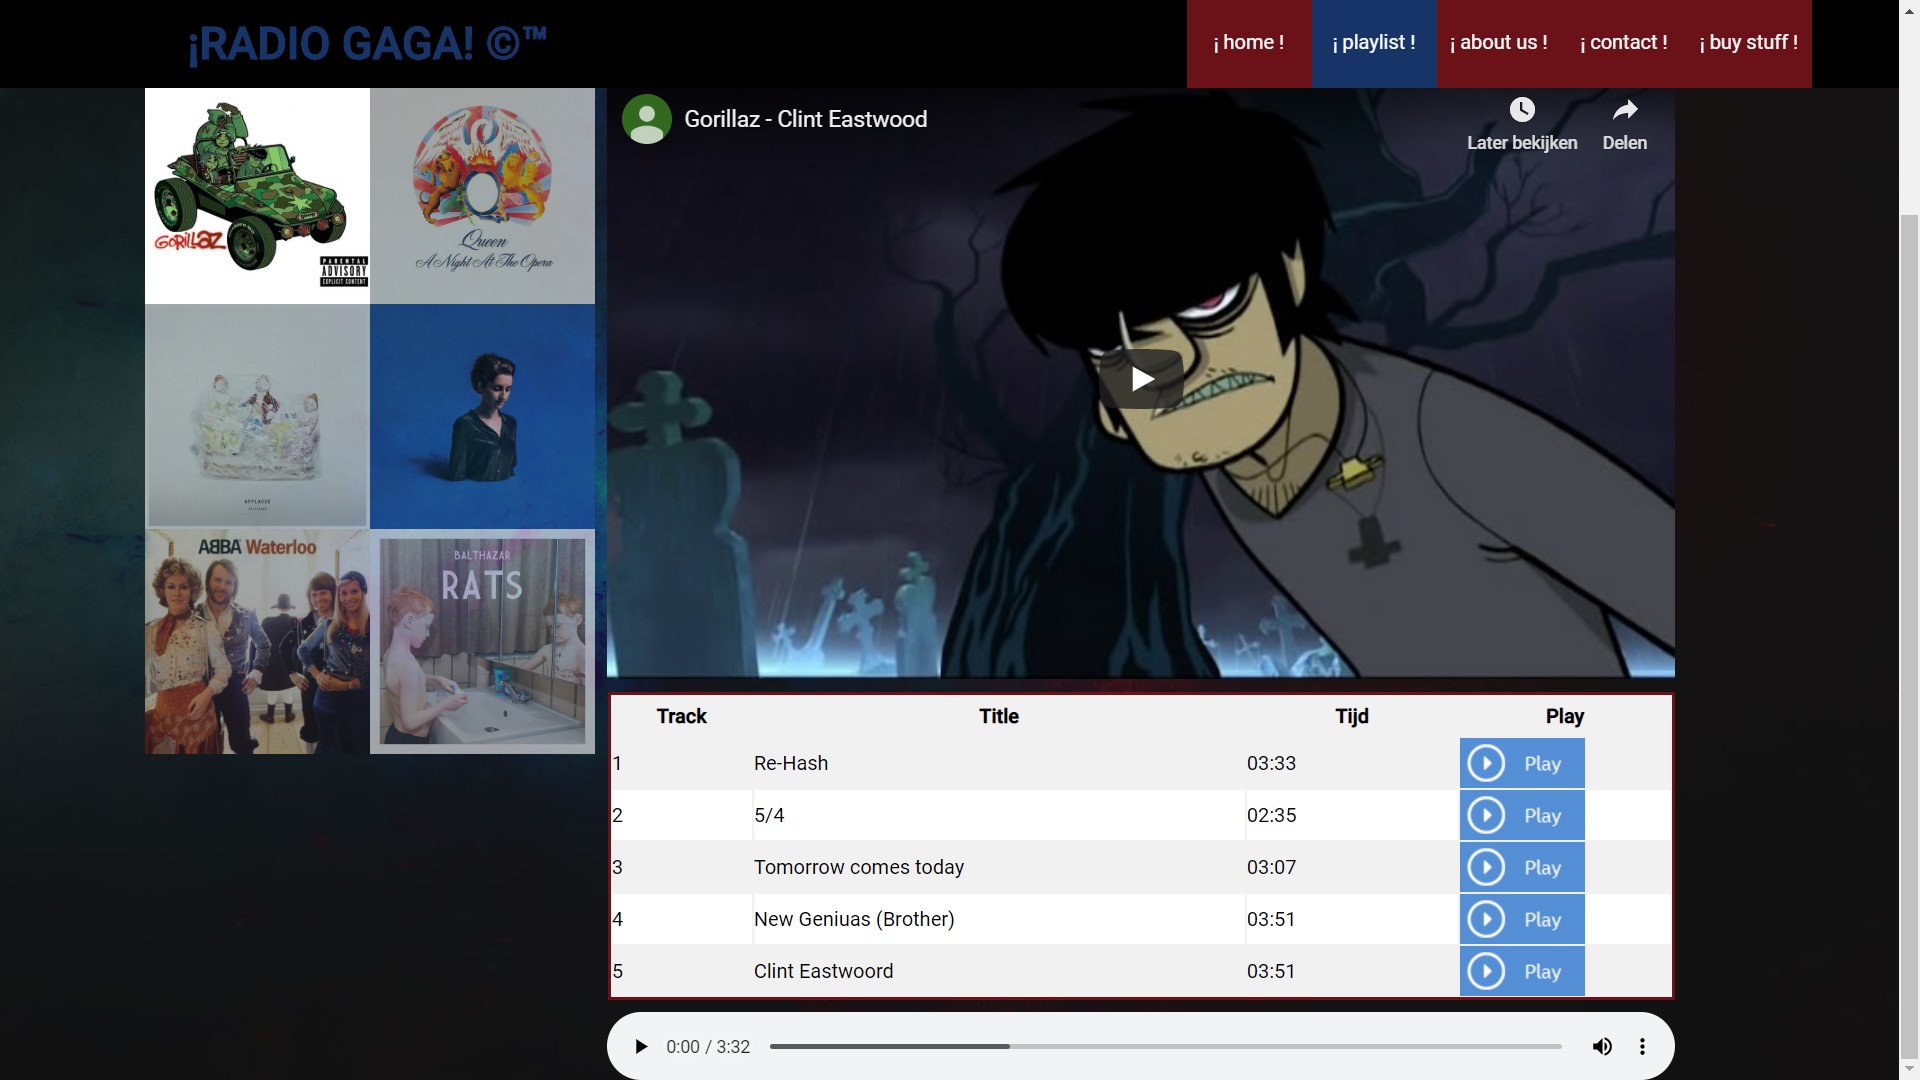 ¡RADIO GAGA! ©™
¡ home !
¡ playlist !
¡ about us !
¡ contact !
¡ buy stuff !
GORILLAZ
PARENTAL
ADVISORY
EXPLICIT CONTENT
Queen
A Night At The Opera
APPLAUSE
ABBA Waterloo
BALTHAZAR
RATS
Gorillaz - Clint Eastwood
Later bekijken
Delen
Track Title Tijd Play
1 Re-Hash 03:33 Play
2 5/4 02:35 Play
3 Tomorrow comes today 03:07 Play
4 New Geniuas (Brother) 03:51 Play
5 Clint Eastwoord 03:51 Play
0:00 / 3:32